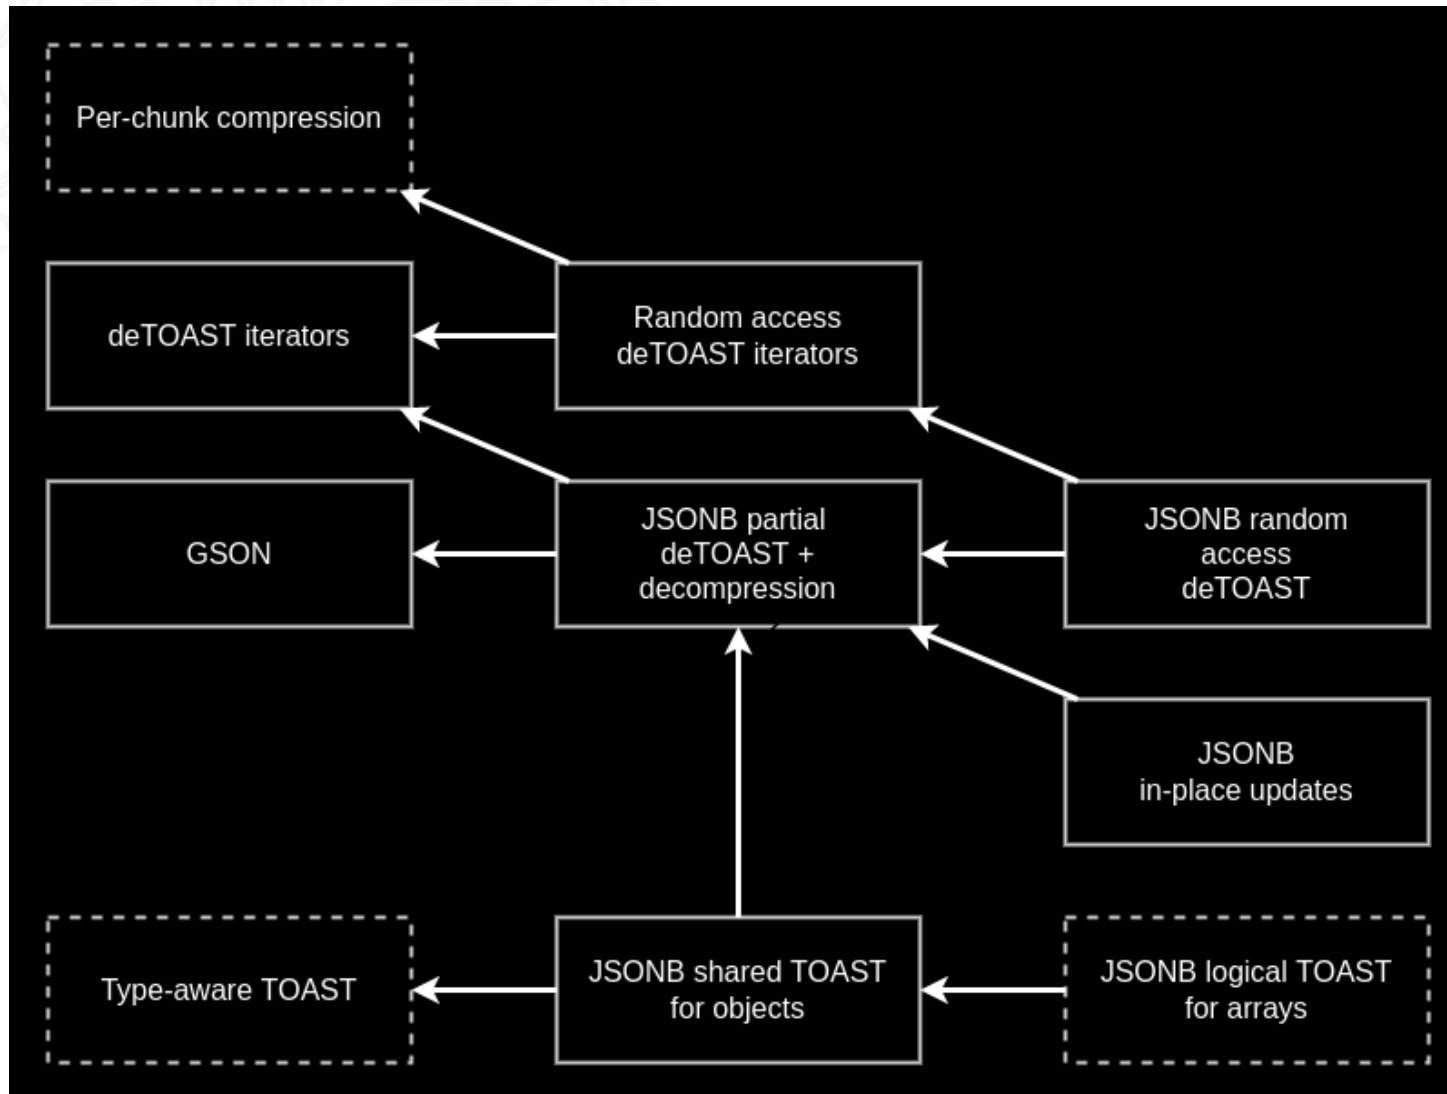 Per-chunk compression
deTOAST iterators
Random access
deTOAST iterators
GSON
JSONB partial
deTOAST +
decompression
JSONB random
access
deTOAST
JSONB
in-place updates
Type-aware TOAST
JSONB shared TOAST
for objects
JSONB logical TOAST
for arrays